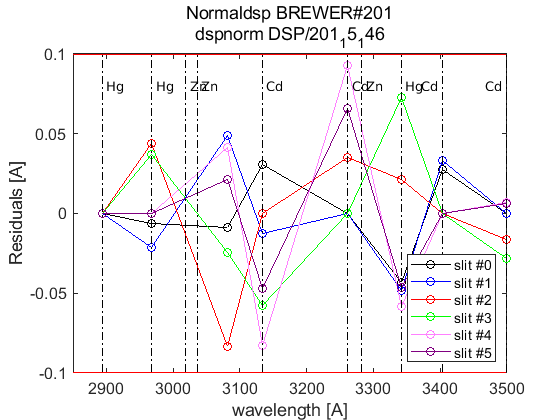 Normaldsp BREWER#201
dspnorm DSP/201₁5₁46
0.1
0.05
0
-0.05
-0.1
Residuals [A]
Hg Hg Zn Zn Cd Cd Zn Hg Cd Cd
slit #0
slit #1
slit #2
slit #3
slit #4
slit #5
2900 3000 3100 3200 3300 3400 3500
wavelength [A]